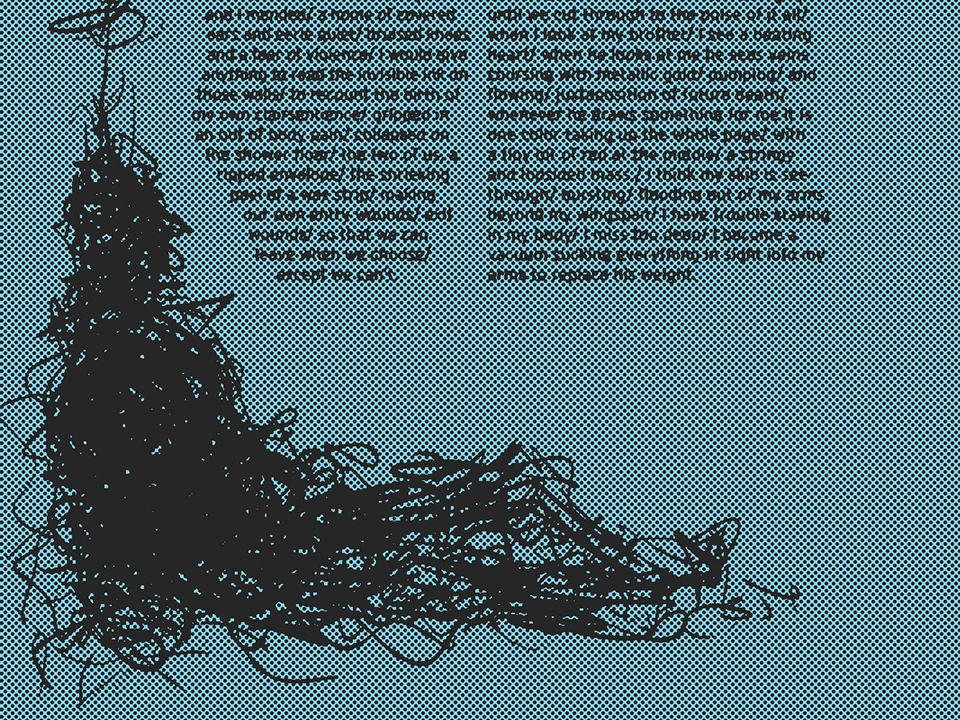 and I mended/ a home of covered
ears and eerie quiet/ bruised knees
and a fear of violence/ I would give
anything to read the invisible ink on
those walls/ to recount the birth of
my own clairsentience/ gripped in
an out of body pain/ collapsed on
the shower floor/ the two of us, a
ripped envelope/ the shrieking
peel of a wax strip/ making
our own entry wounds/ exit
wounds/ so that we can
leave when we choose/
except we can't.
until we cut through to the pulse of it all/
when I look at my brother/ I see a beating
heart/ when he looks at me he sees veins
coursing with metallic gold/ pumping/ and
flowing/ juxtaposition of future death/
whenever he draws something for me it is
one color taking up the whole page/ with
a tiny bit of red at the middle/ a stringy
and lopsided mass / I think my skin is see-
through/ bursting/ flooding out of my arms
beyond my windspan/ I have trouble staying
in my body/ I miss too deep/ I become a
vacuum sucking everything in sight into my
arms to replace his weight.